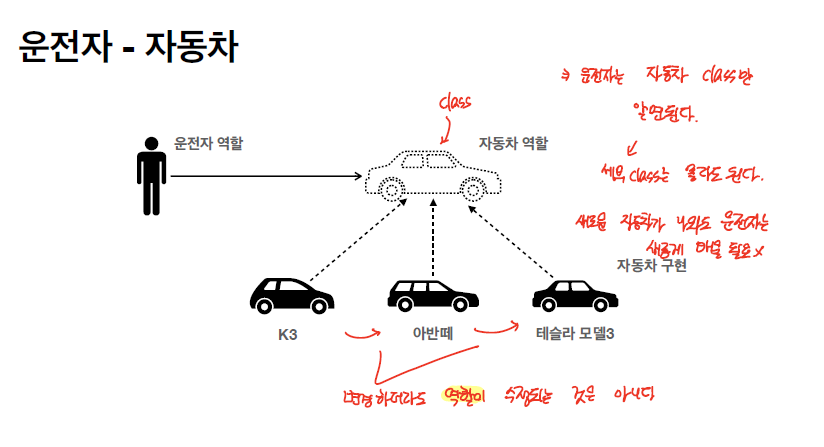 운전자 - 자동차
⇒ 운전자는 자동차 class만
알면된다.
class
운전자 역할
자동차 역할
세부 class는 몰라도 된다.
새로운 자동차가 나와도 운전자는
새롭게 배울 필요 x
자동차 구현
K3
아반떼
테슬라 모델3
변경하더라도 역할이 수정되는 것은 아니다